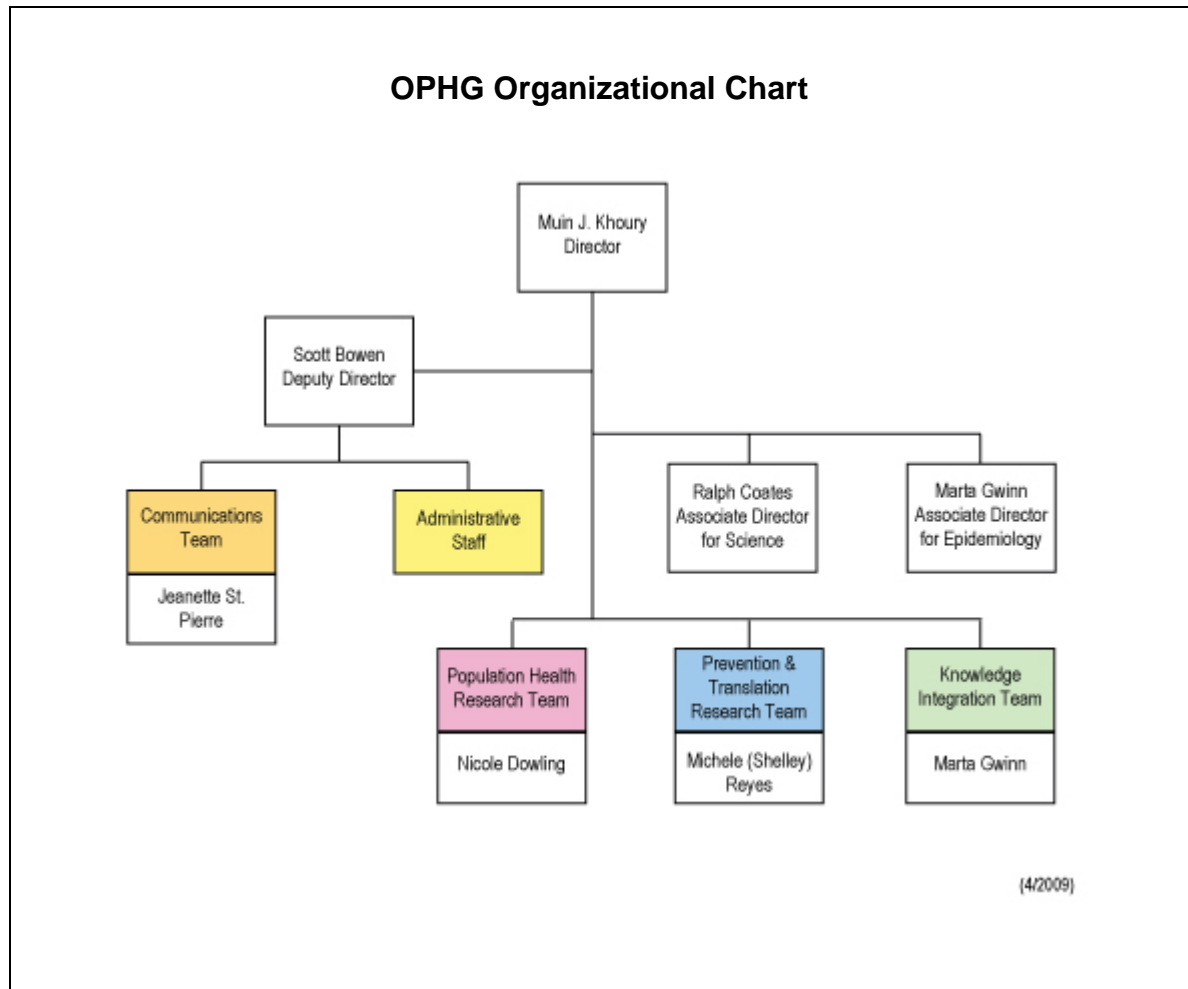 OPHG Organizational Chart
Muin J. Khoury
Director
Scott Bowen
Deputy Director
Communications
Team
Jeanette St.
Pierre
Administrative
Staff
Ralph Coates
Associate Director
for Science
Marta Gwinn
Associate Director
for Epidemiology
Population Health
Research Team
Nicole Dowling
Prevention &
Translation
Research Team
Michele (Shelley)
Reyes
Knowledge
Integration Team
Marta Gwinn
(4/2009)